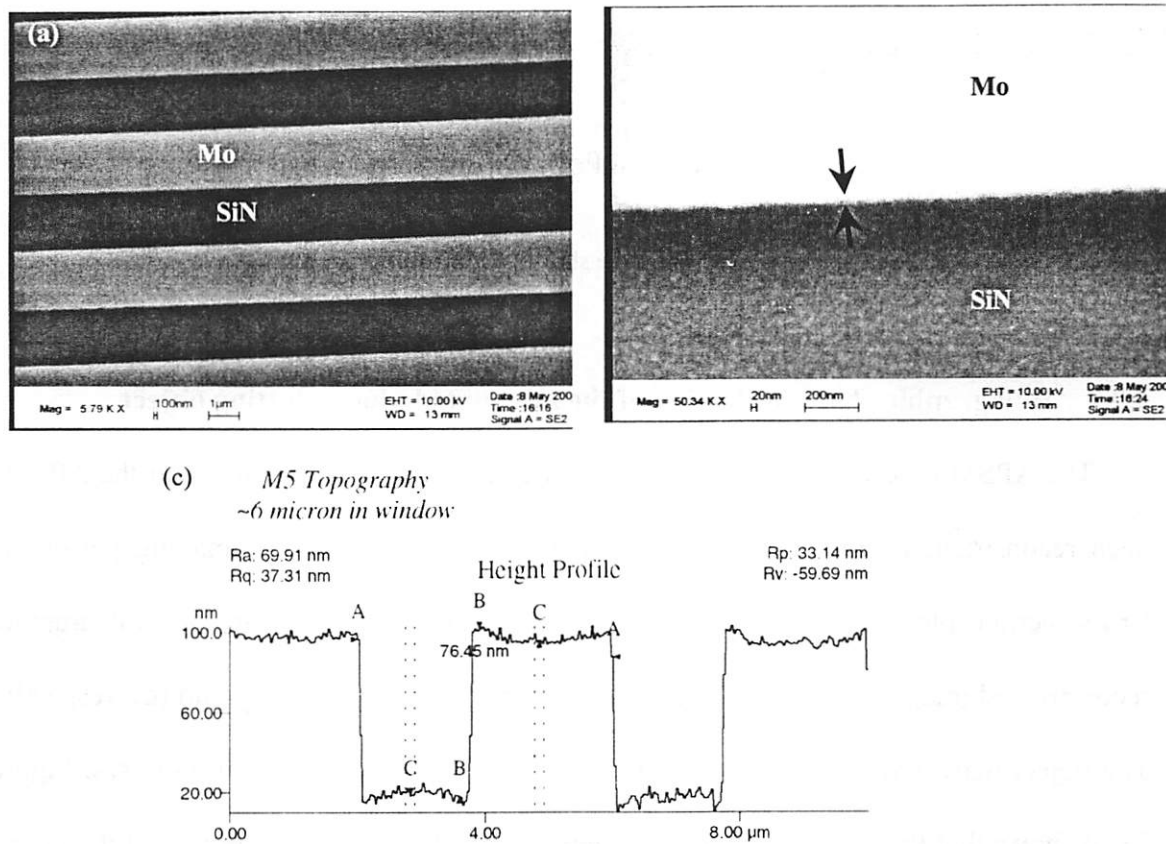 (a)
Mo
SiN
Mag = 5.79 K X
100nm
1µm
EHT = 10.00 kV
WD = 13 mm
Date :8 May 200
Time :16:16
Signal A = SE2
Mo
SiN
Mag = 50.34 K X
20nm
200nm
EHT = 10.00 kV
WD = 13 mm
Date :8 May 200
Time :16:24
Signal A = SE2
(c)
M5 Topography
~6 micron in window
Ra: 69.91 nm
Rq: 37.31 nm
Height Profile
Rp: 33.14 nm
Rv: -59.69 nm
nm
A
B
C
A
100.0
76.45 nm
60.00
C
B
20.00
0.00
4.00
8.00 µm